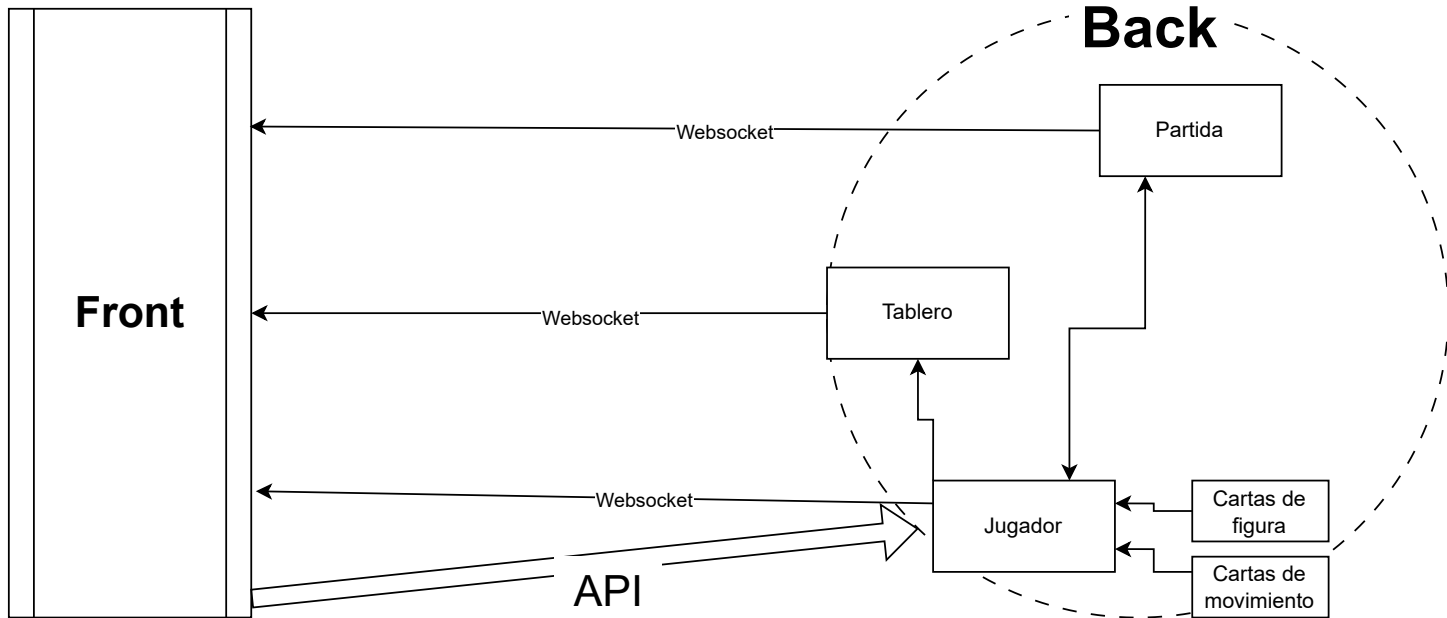 Back
Websocket
Partida
Front
Websocket
Tablero
Websocket
Jugador
Cartas de
figura
API
Cartas de
movimiento